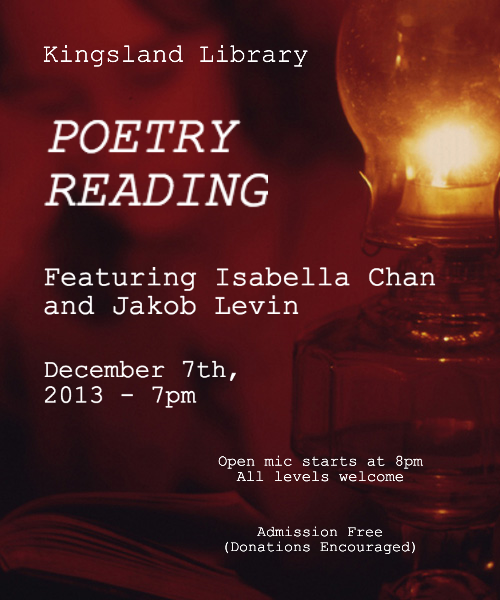 Kingsland Library
POETRY
READING
Featuring Isabella Chan
and Jakob Levin
December 7th,
2013 - 7pm
Open mic starts at 8pm
All levels welcome
Admission Free
(Donations Encouraged)